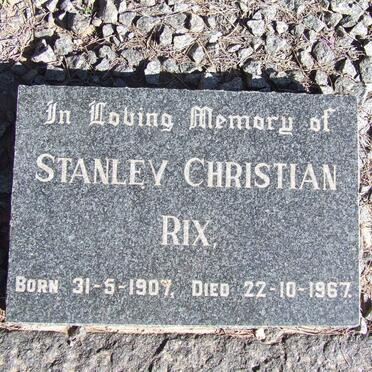 In Loving Memory of
STANLEY CHRISTIAN
RIX.
BORN 31-5-1907. DIED 22-10-1967.